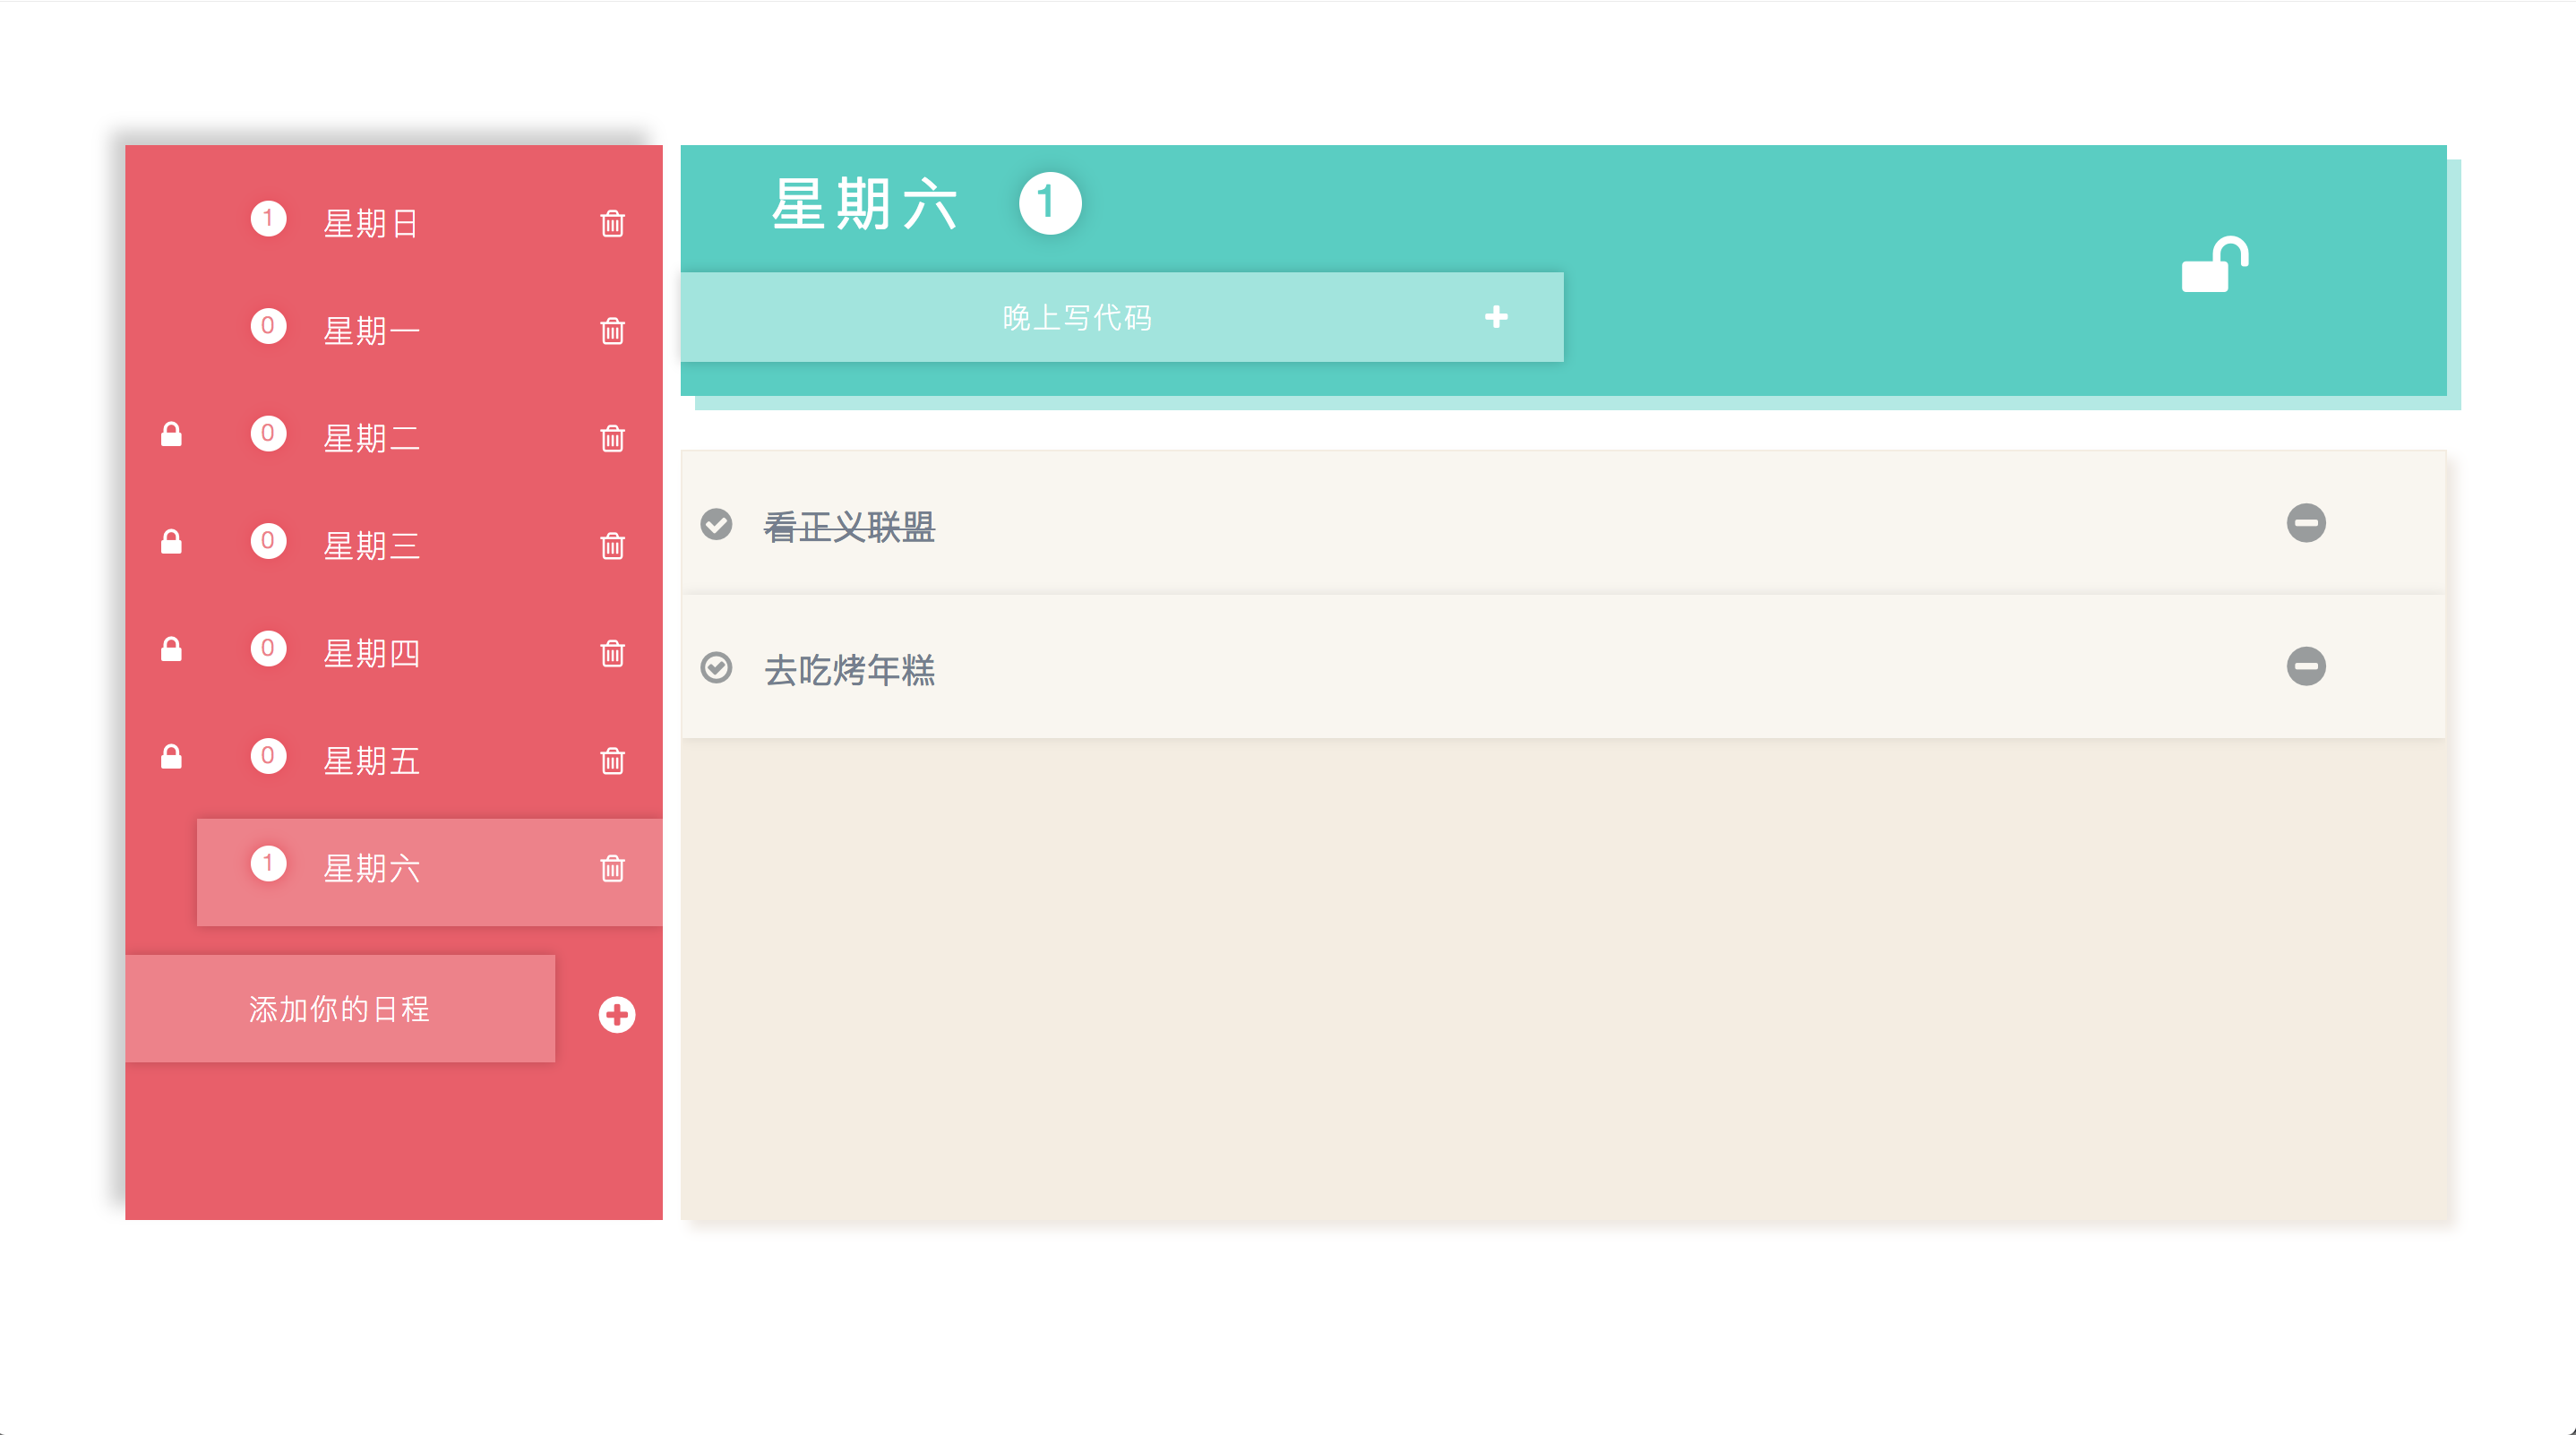 1 星期日
0 星期一
0 星期二
0 星期三
0 星期四
0 星期五
1 星期六
添加你的日程
星期六 1
晚上写代码
看正义联盟
去吃烤年糕